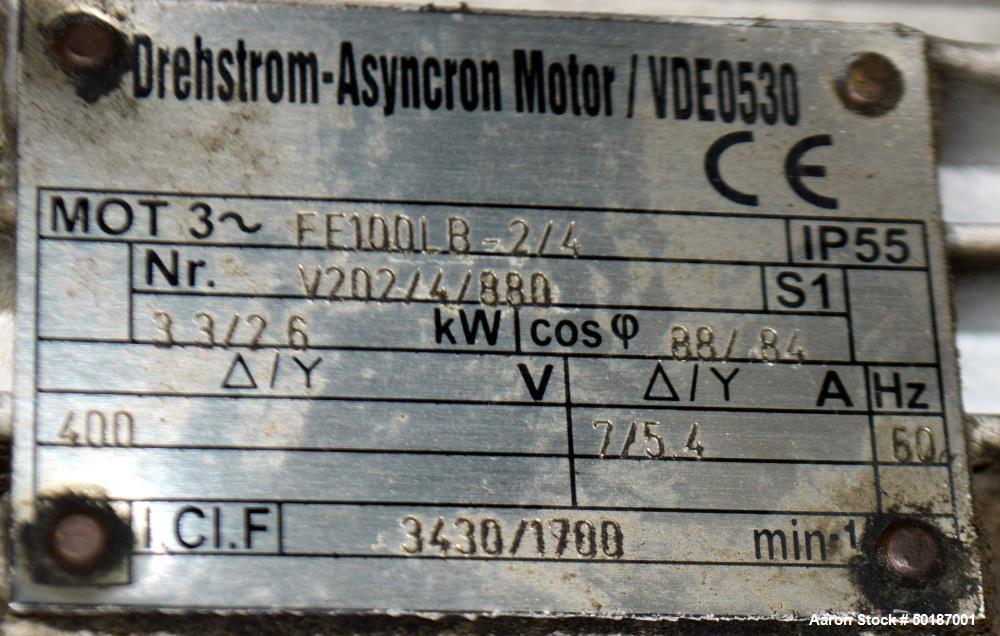 Drehstrom-Asyncron Motor / VDE0530
CE
MOT 3~ FE100LB-2/4 IP55
Nr. V202/4/880 S1
3.3/2.6 kW cos φ 88/.84
Δ/Y V Δ/Y A Hz
400 7/5.4 60
I.Cl.F 3430/1700 min-1
Aaron Stock # 50187001